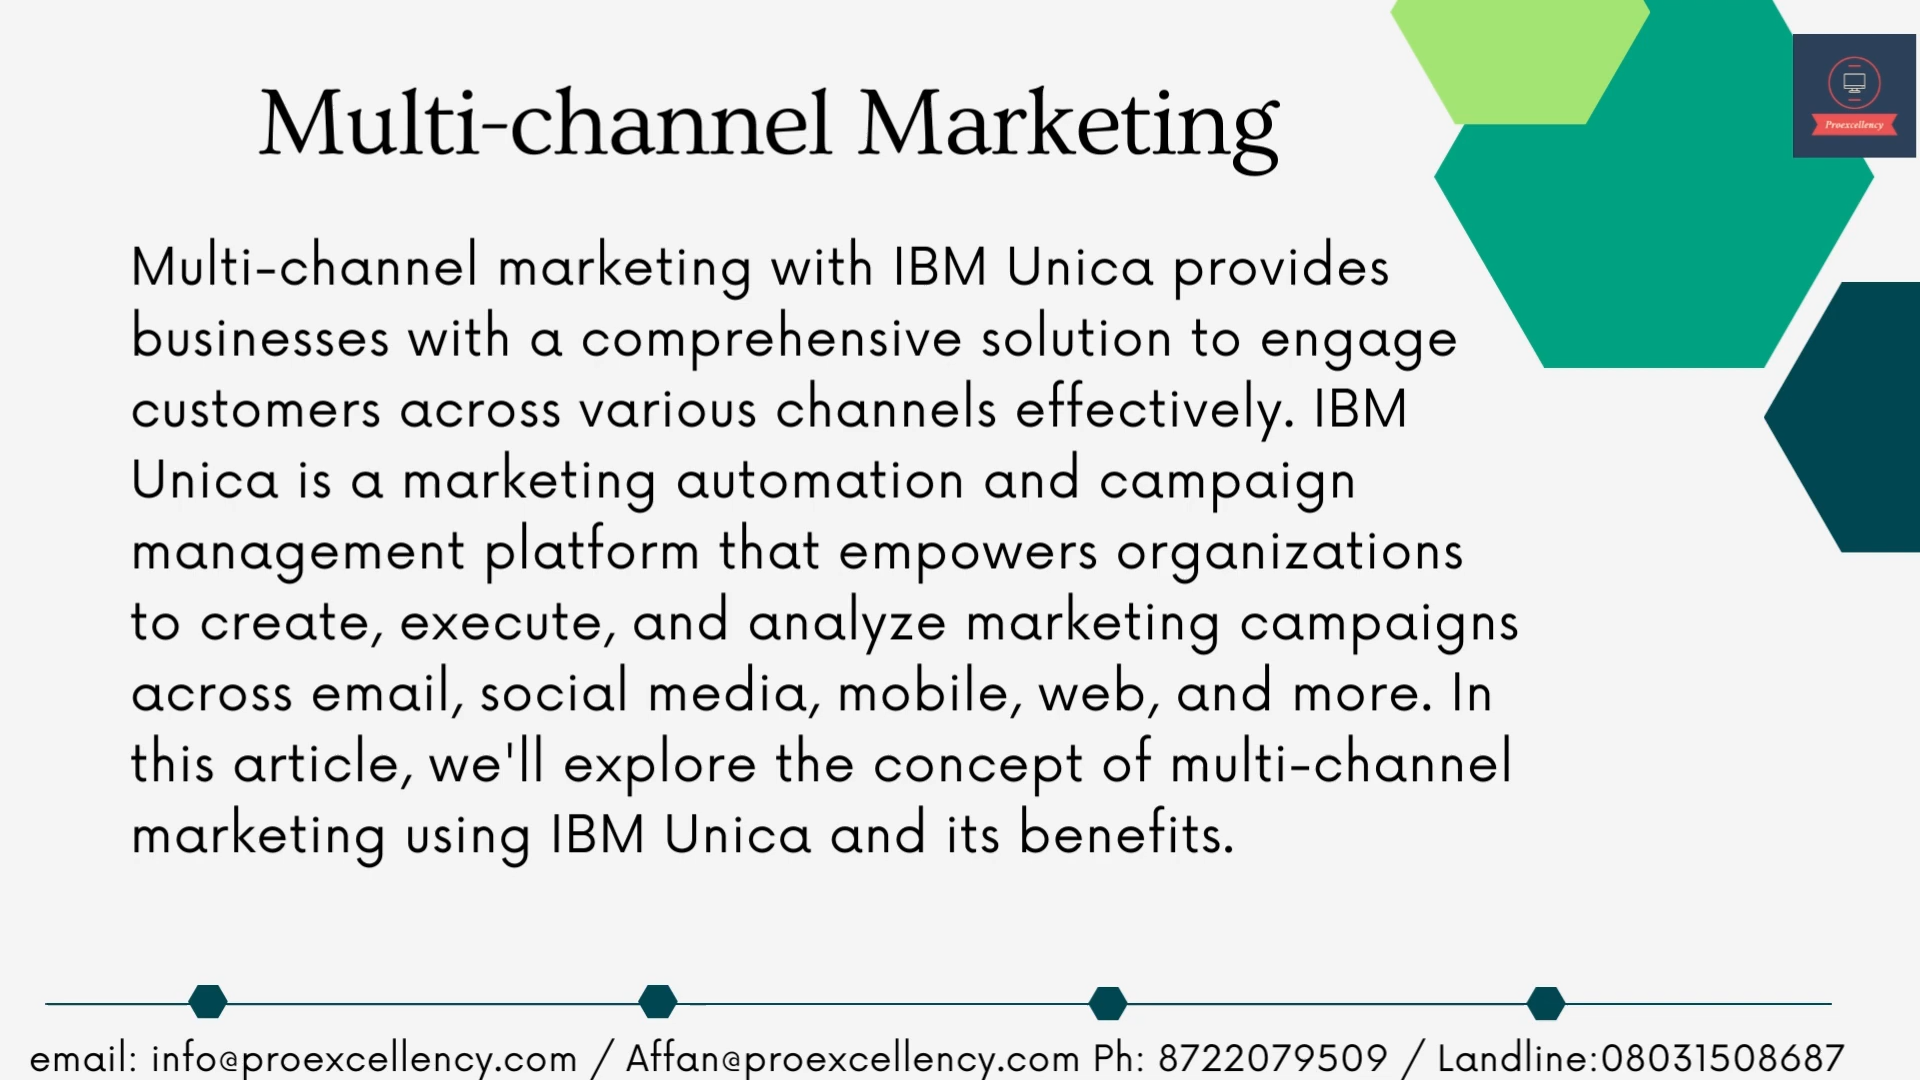 Multi-channel Marketing
Proexcellency
Multi-channel marketing with IBM Unica provides
businesses with a comprehensive solution to engage
customers across various channels effectively. IBM
Unica is a marketing automation and campaign
management platform that empowers organizations
to create, execute, and analyze marketing campaigns
across email, social media, mobile, web, and more. In
this article, we'll explore the concept of multi-channel
marketing using IBM Unica and its benefits.
email: info@proexcellency.com / Affan@proexcellency.com Ph: 8722079509 / Landline:08031508687